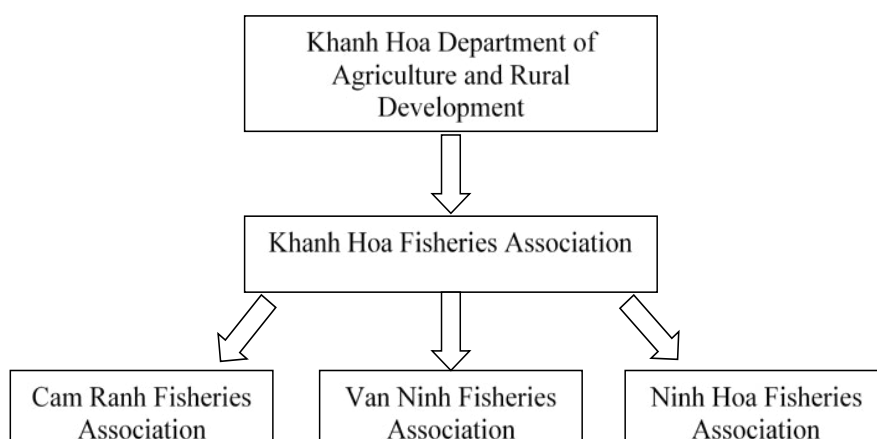 Khanh Hoa Department of
Agriculture and Rural
Development
Khanh Hoa Fisheries Association
Cam Ranh Fisheries
Association
Van Ninh Fisheries
Association
Ninh Hoa Fisheries
Association